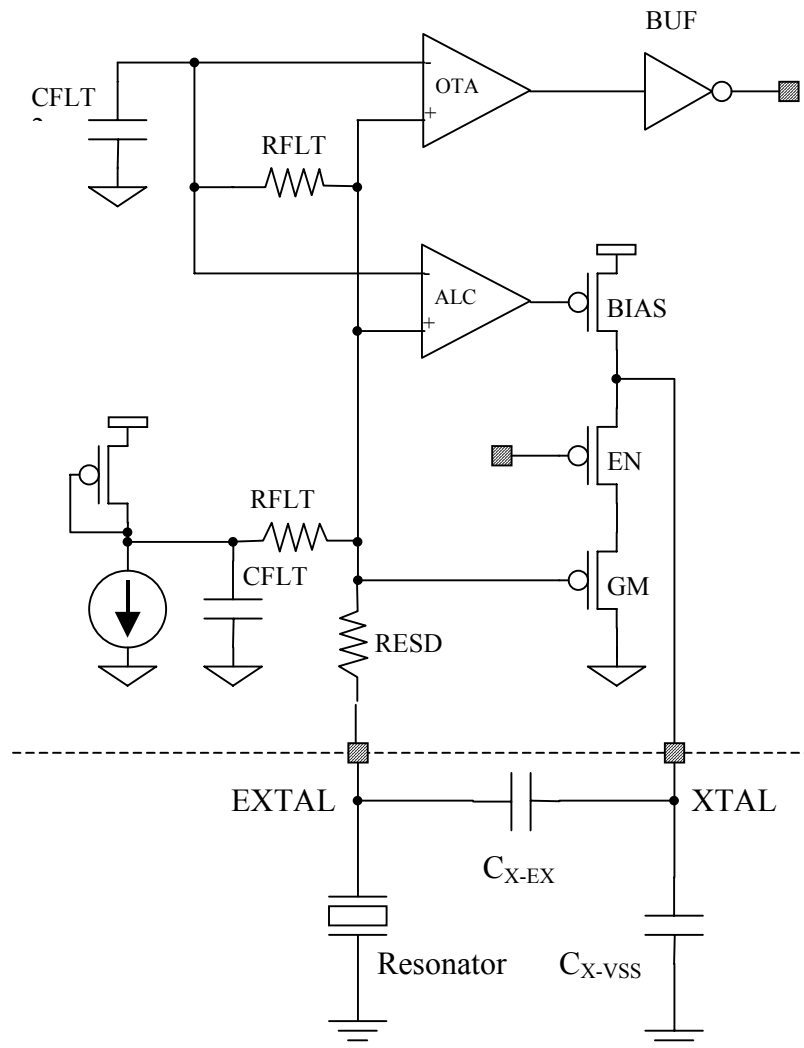 BUF
CFLT
-
OTA
+
RFLT
-
ALC
+
BIAS
EN
RFLT
CFLT
GM
RESD
EXTAL
XTAL
CX-EX
Resonator
CX-VSS